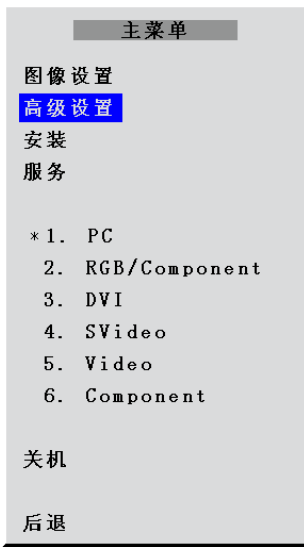 主菜单
图像设置
高级设置
安装
服务
*1. PC
2. RGB/Component
3. DVI
4. SVideo
5. Video
6. Component
关机
后退